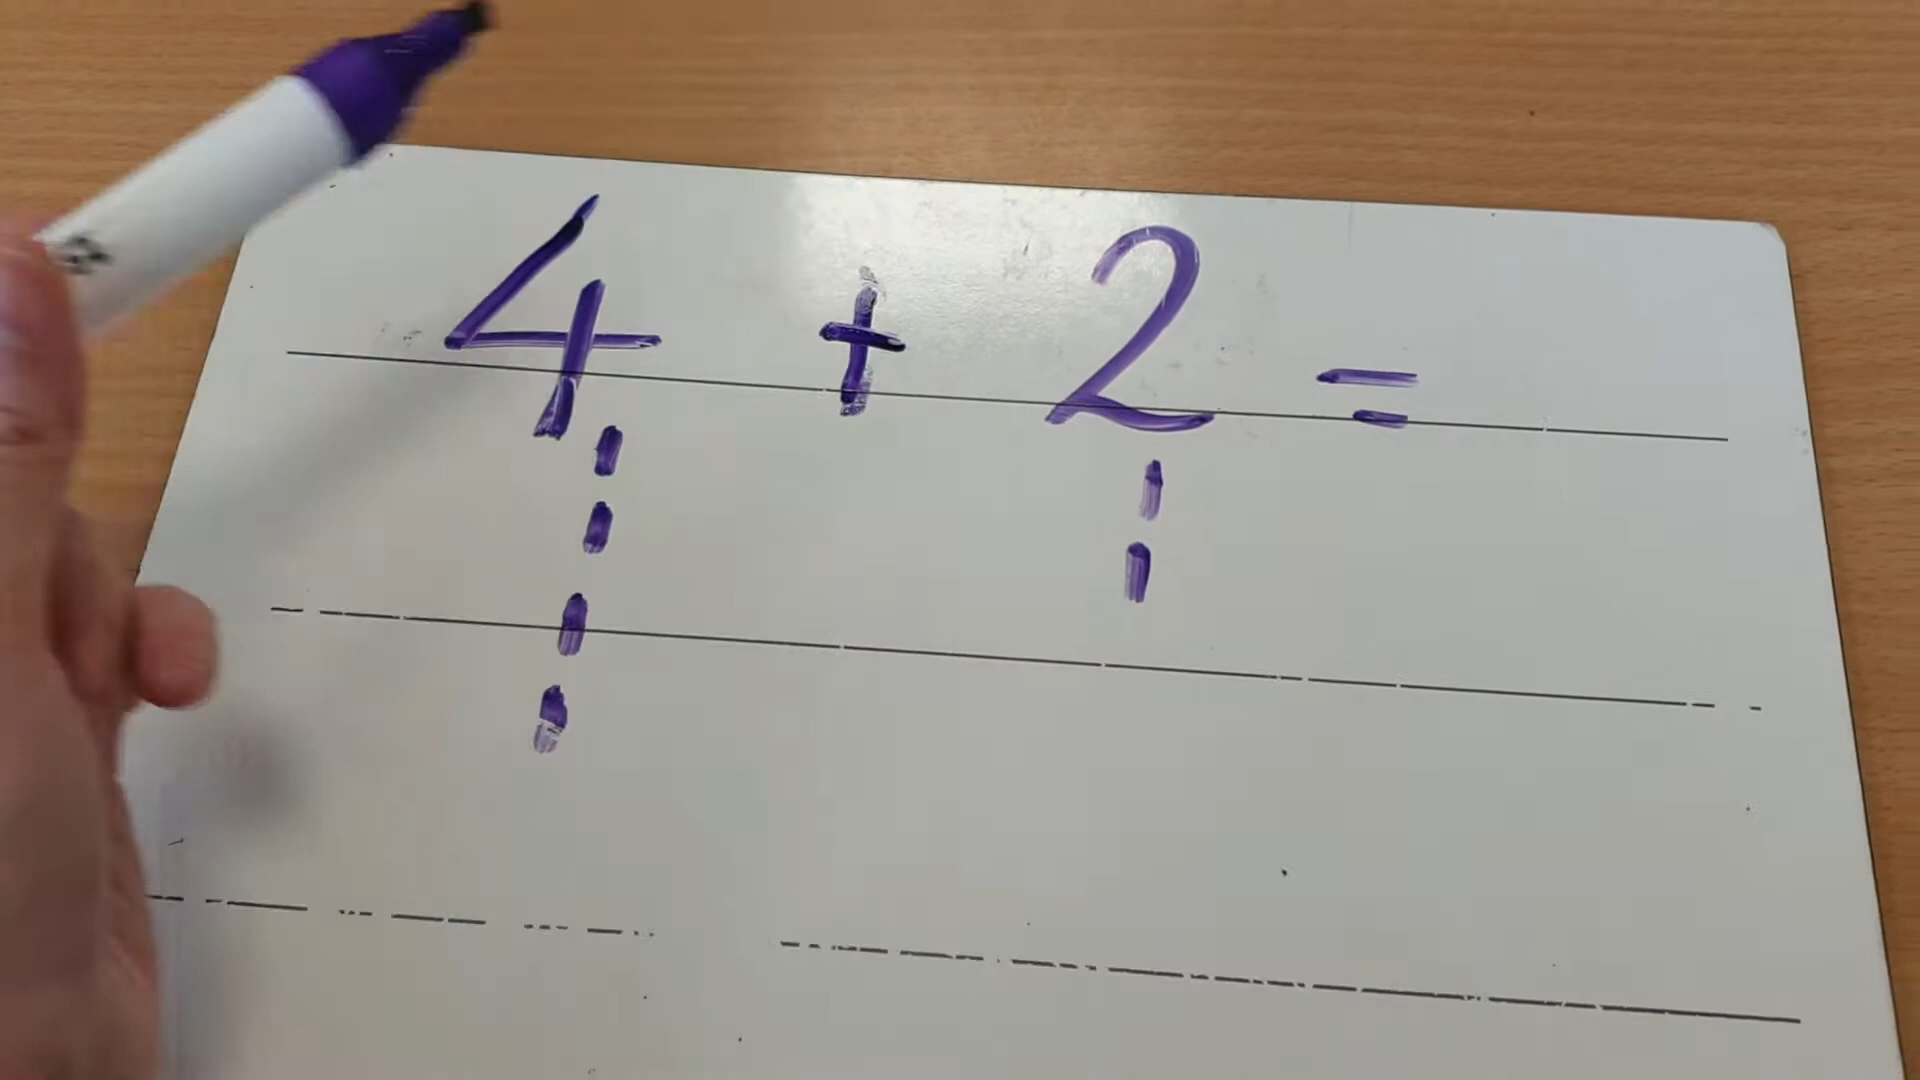 4 + 2 =